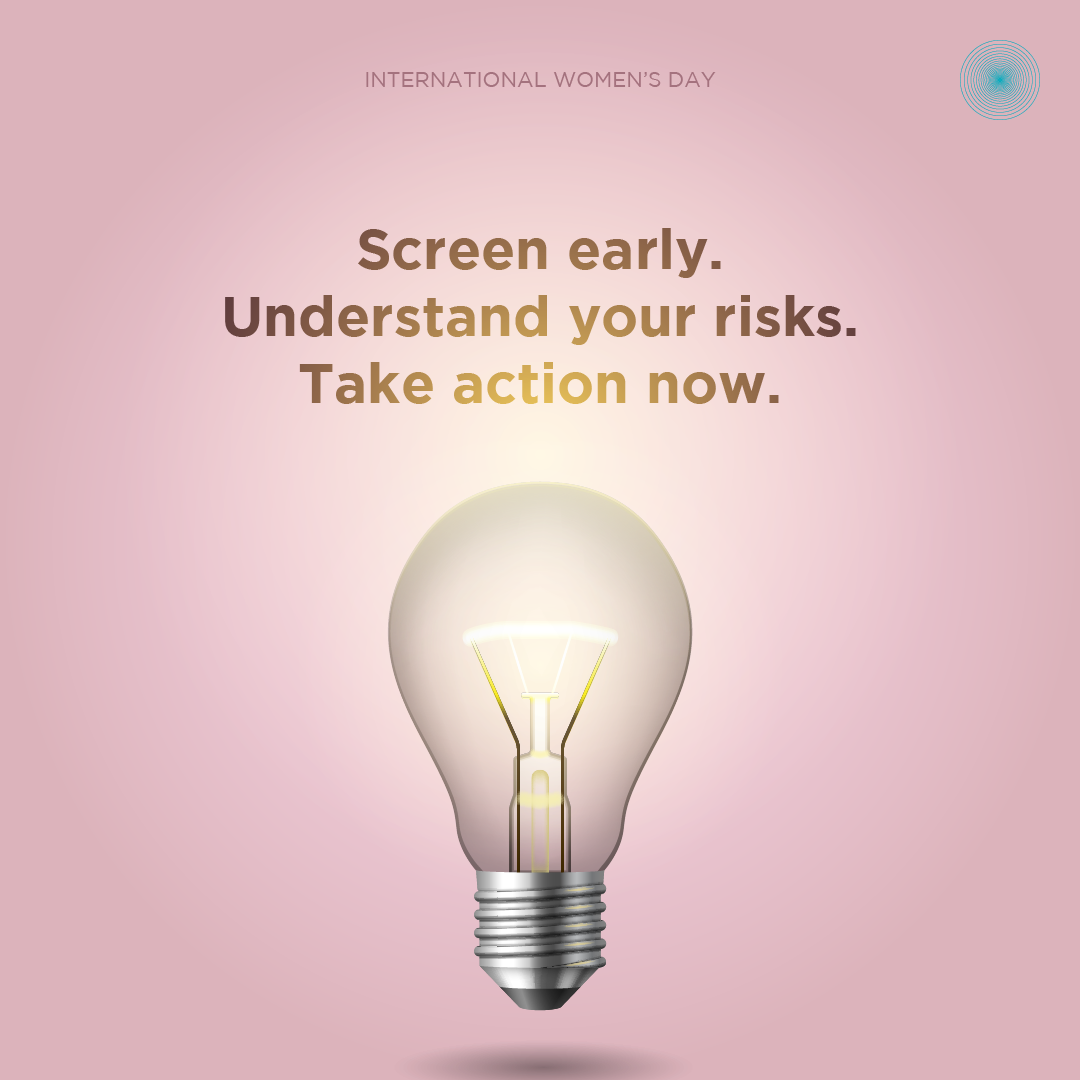 INTERNATIONAL WOMEN'S DAY
Screen early.
Understand your risks.
Take action now.